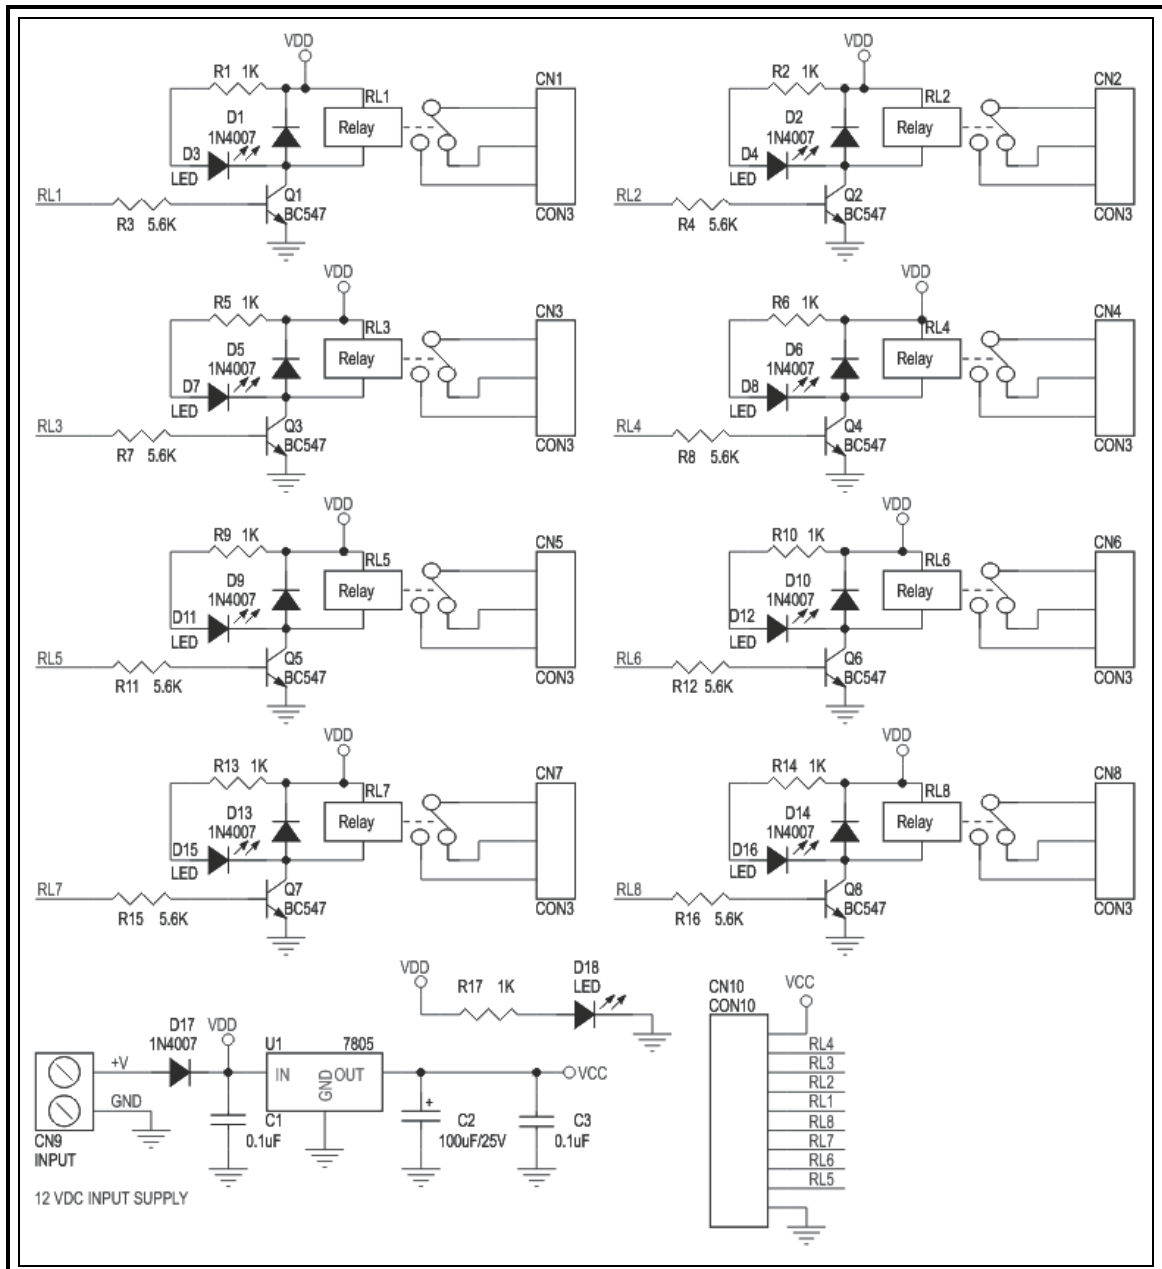 VDD
R1 1K
D1
1N4007
D3
LED
RL1
Relay
CN1
CON3
RL1
R3 5.6K
Q1
BC547
VDD
R2 1K
D2
1N4007
D4
LED
RL2
Relay
CN2
CON3
RL2
R4 5.6K
Q2
BC547
VDD
R5 1K
D5
1N4007
D7
LED
RL3
Relay
CN3
CON3
RL3
R7 5.6K
Q3
BC547
VDD
R6 1K
D6
1N4007
D8
LED
RL4
Relay
CN4
CON3
RL4
R8 5.6K
Q4
BC547
VDD
R9 1K
D9
1N4007
D11
LED
RL5
Relay
CN5
CON3
RL5
R11 5.6K
Q5
BC547
VDD
R10 1K
D10
1N4007
D12
LED
RL6
Relay
CN6
CON3
RL6
R12 5.6K
Q6
BC547
VDD
R13 1K
D13
1N4007
D15
LED
RL7
Relay
CN7
CON3
RL7
R15 5.6K
Q7
BC547
VDD
R14 1K
D14
1N4007
D16
LED
RL8
Relay
CN8
CON3
RL8
R16 5.6K
Q8
BC547
VDD
R17 1K
D18
LED
D17
1N4007
VDD
U1 7805
+V
IN GND OUT
VCC
GND
CN9
INPUT
C1
0.1uF
C2
100uF/25V
C3
0.1uF
12 VDC INPUT SUPPLY
CN10
CON10
VCC
RL4
RL3
RL2
RL1
RL8
RL7
RL6
RL5